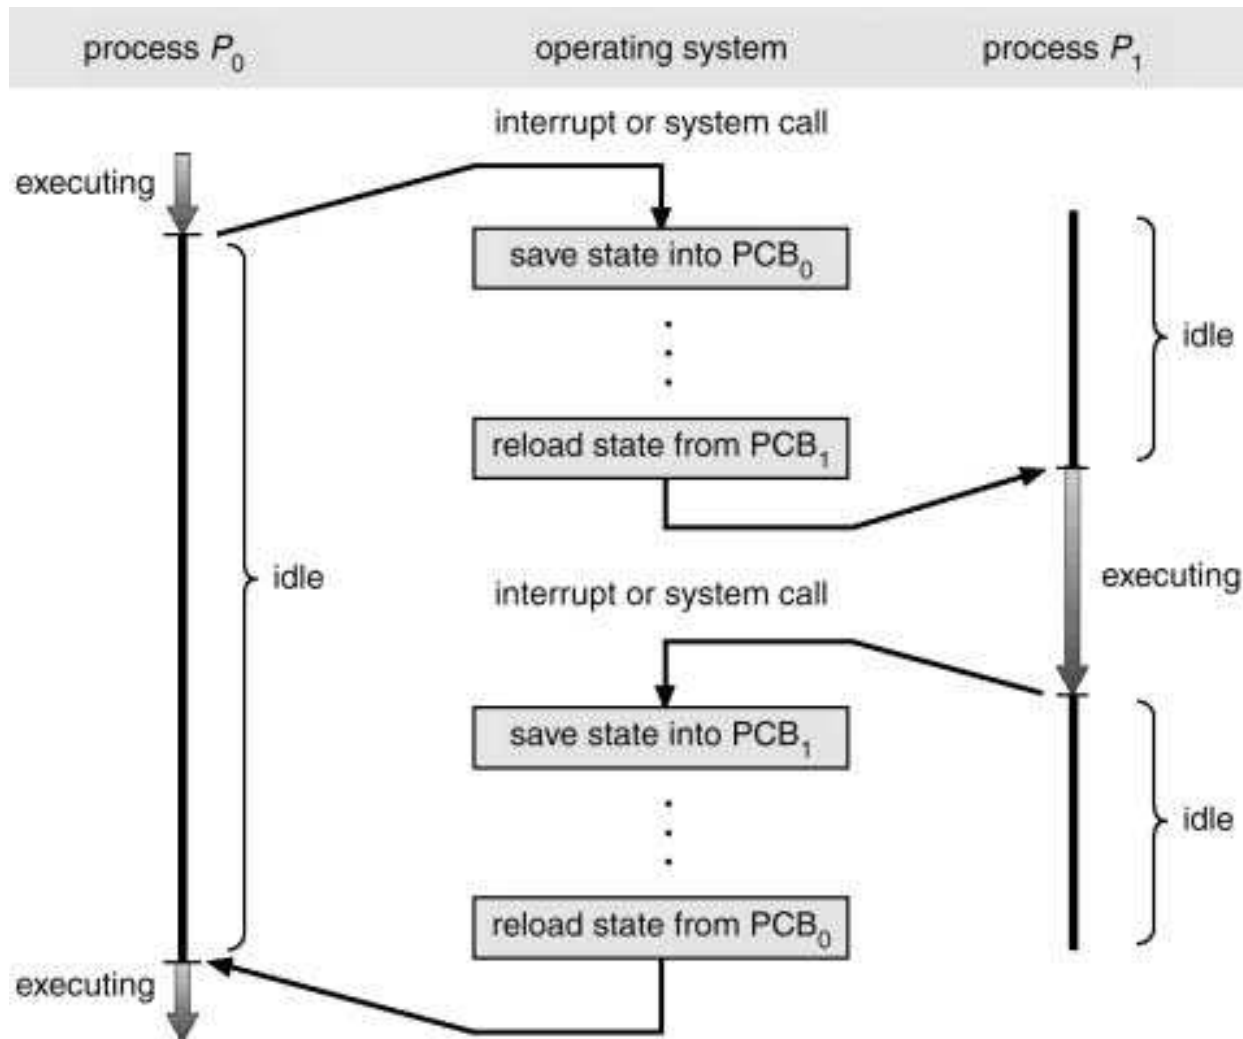 process P₀ operating system process P₁
interrupt or system call
executing
save state into PCB₀
idle
reload state from PCB₁
idle
executing
interrupt or system call
save state into PCB₁
idle
reload state from PCB₀
executing